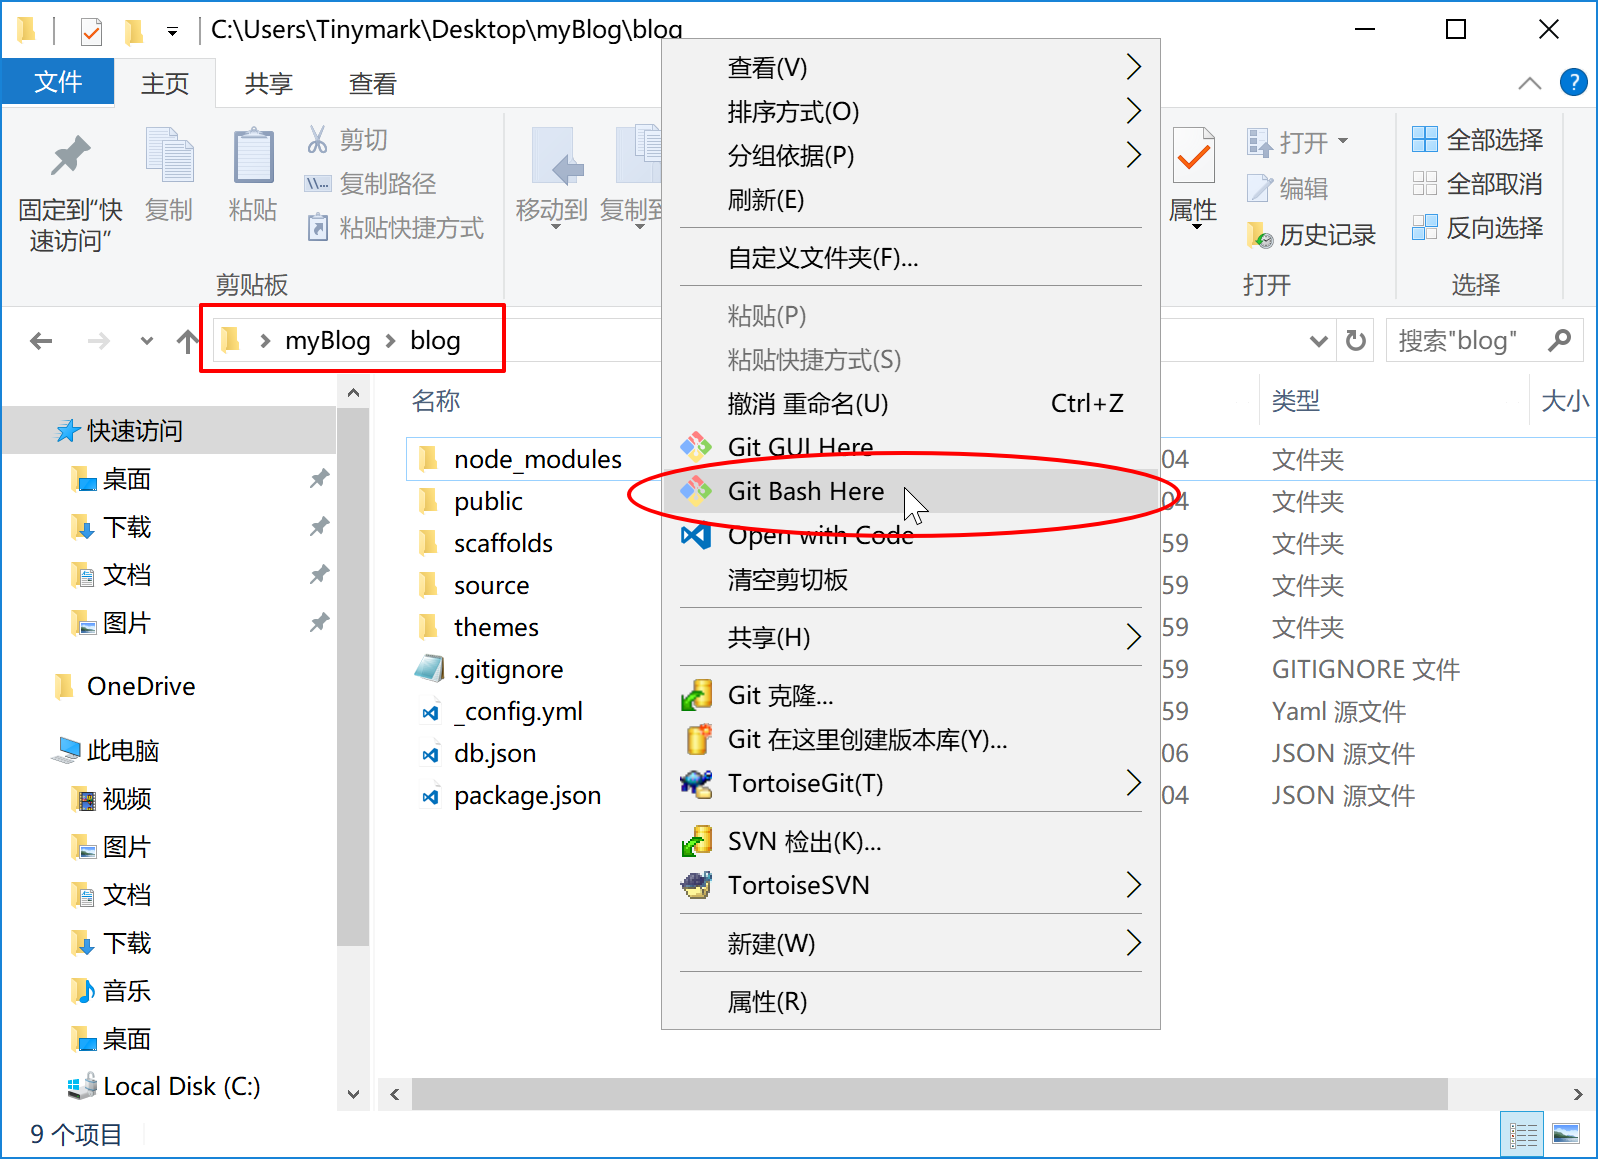 C:\Users\Tinymark\Desktop\myBlog\blog
文件 主页 共享 查看
固定到“快速访问”
复制
粘贴
剪切
复制路径
粘贴快捷方式
剪贴板
移动到
复制到
属性
打开
编辑
历史记录
打开
全部选择
全部取消
反向选择
选择
myBlog blog
搜索"blog"
快速访问
桌面
下载
文档
图片
OneDrive
此电脑
视频
图片
文档
下载
音乐
桌面
Local Disk (C:)
名称 类型 大小
node_modules 04 文件夹
public 04 文件夹
scaffolds 59 文件夹
source 59 文件夹
themes 59 文件夹
.gitignore 59 GITIGNORE 文件
_config.yml 59 Yaml 源文件
db.json 06 JSON 源文件
package.json 04 JSON 源文件
查看(V)
排序方式(O)
分组依据(P)
刷新(E)
自定义文件夹(F)...
粘贴(P)
粘贴快捷方式(S)
撤消 重命名(U) Ctrl+Z
Git GUI Here
Git Bash Here
Open with Code
清空剪切板
共享(H)
Git 克隆...
Git 在这里创建版本库(Y)...
TortoiseGit(T)
SVN 检出(K)...
TortoiseSVN
新建(W)
属性(R)
9 个项目